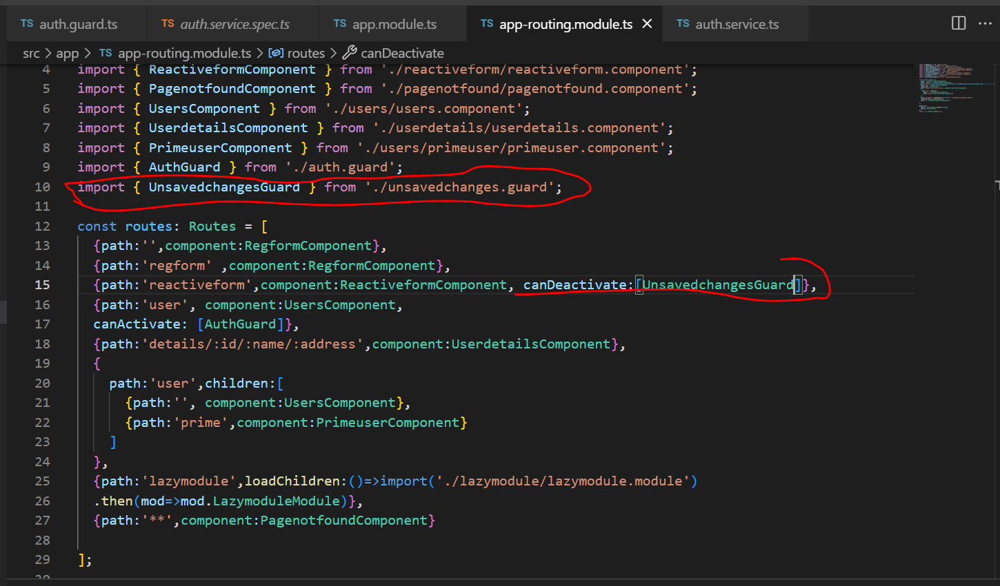 TS auth.guard.ts TS auth.service.spec.ts TS app.module.ts TS app-routing.module.ts TS auth.service.ts
src > app > TS app-routing.module.ts > routes > canDeactivate
4 import { ReactiveformComponent } from './reactiveform/reactiveform.component';
5 import { PagenotfoundComponent } from './pagenotfound/pagenotfound.component';
6 import { UsersComponent } from './users/users.component';
7 import { UserdetailsComponent } from './userdetails/userdetails.component';
8 import { PrimeuserComponent } from './users/primeuser/primeuser.component';
9 import { AuthGuard } from './auth.guard';
10 import { UnsavedchangesGuard } from './unsavedchanges.guard';
11
12 const routes: Routes = [
13 {path:'',component:RegformComponent},
14 {path:'regform' ,component:RegformComponent},
15 {path:'reactiveform',component:ReactiveformComponent, canDeactivate:[UnsavedchangesGuard]},
16 {path:'user', component:UsersComponent,
17 canActivate: [AuthGuard]},
18 {path:'details/:id/:name/:address',component:UserdetailsComponent},
19 {
20 path:'user',children:[
21 {path:'', component:UsersComponent},
22 {path:'prime',component:PrimeuserComponent}
23 ]
24 },
25 {path:'lazymodule',loadChildren:()=>import('./lazymodule/lazymodule.module')
26 .then(mod=>mod.LazymoduleModule)},
27 {path:'**',component:PagenotfoundComponent}
28
29 ];